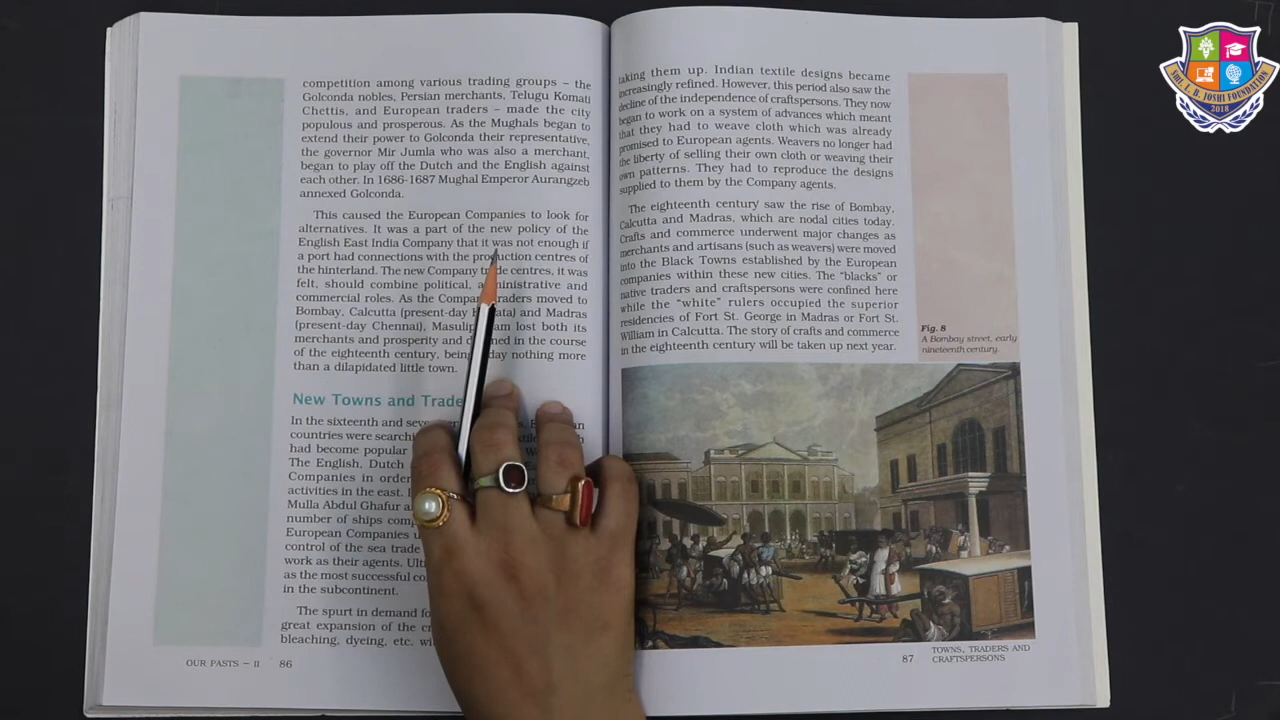 competition among various trading groups – the
Golconda nobles, Persian merchants, Telugu Komati
Chettis, and European traders – made the city
populous and prosperous. As the Mughals began to
extend their power to Golconda their representative,
the governor Mir Jumla who was also a merchant,
began to play off the Dutch and the English against
each other. In 1686-1687 Mughal Emperor Aurangzeb
annexed Golconda.
This caused the European Companies to look for
alternatives. It was a part of the new policy of the
English East India Company that it was not enough if
a port had connections with the production centres of
the hinterland. The new Company trade centres, it was
felt, should combine political, administrative and
commercial roles. As the Company traders moved to
Bombay, Calcutta (present-day Kolkata) and Madras
(present-day Chennai), Masulipatnam lost both its
merchants and prosperity and declined in the course
of the eighteenth century, being today nothing more
than a dilapidated little town.
New Towns and Trade
In the sixteenth and
countries were
had become popular
The English, Dutch
Companies in order
activities in the east.
Mulla Abdul Ghafur
number of ships
European Companies
control of the sea trade
work as their agents.
as the most successful
in the subcontinent.
The spurt in demand
great expansion of the
bleaching, dyeing, etc.
OUR PASTS – II 86
taking them up. Indian textile designs became
increasingly refined. However, this period also saw the
decline of the independence of craftspersons. They now
began to work on a system of advances which meant
that they had to weave cloth which was already
promised to European agents. Weavers no longer had
the liberty of selling their own cloth or weaving their
own patterns. They had to reproduce the designs
supplied to them by the Company agents.
The eighteenth century saw the rise of Bombay,
Calcutta and Madras, which are nodal cities today.
Crafts and commerce underwent major changes as
merchants and artisans (such as weavers) were moved
into the Black Towns established by the European
companies within these new cities. The “blacks” or
native traders and craftspersons were confined here
while the “white” rulers occupied the superior
residencies of Fort St. George in Madras or Fort St.
William in Calcutta. The story of crafts and commerce
in the eighteenth century will be taken up next year.
Fig. 8
A Bombay street, early
nineteenth century.
87 TOWNS, TRADERS AND
CRAFTSPERSONS
SHRI. I. B. JOSHI FOUNDATION
2018